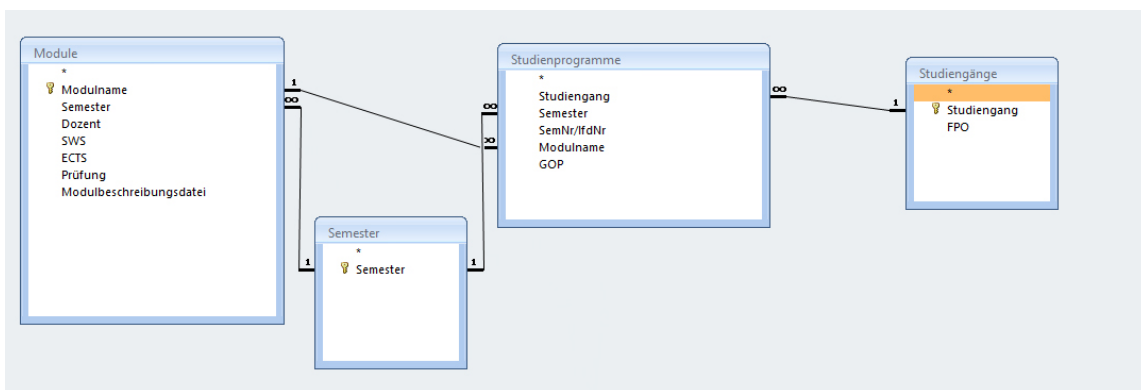 Module
*
Modulname
Semester
Dozent
SWS
ECTS
Prüfung
Modulbeschreibungsdatei
1
∞
Semester
*
Semester
1
1
Studienprogramme
*
Studiengang
Semester
SemNr/lfdNr
Modulname
GOP
∞
∞
∞
Studiengänge
*
Studiengang
FPO
1